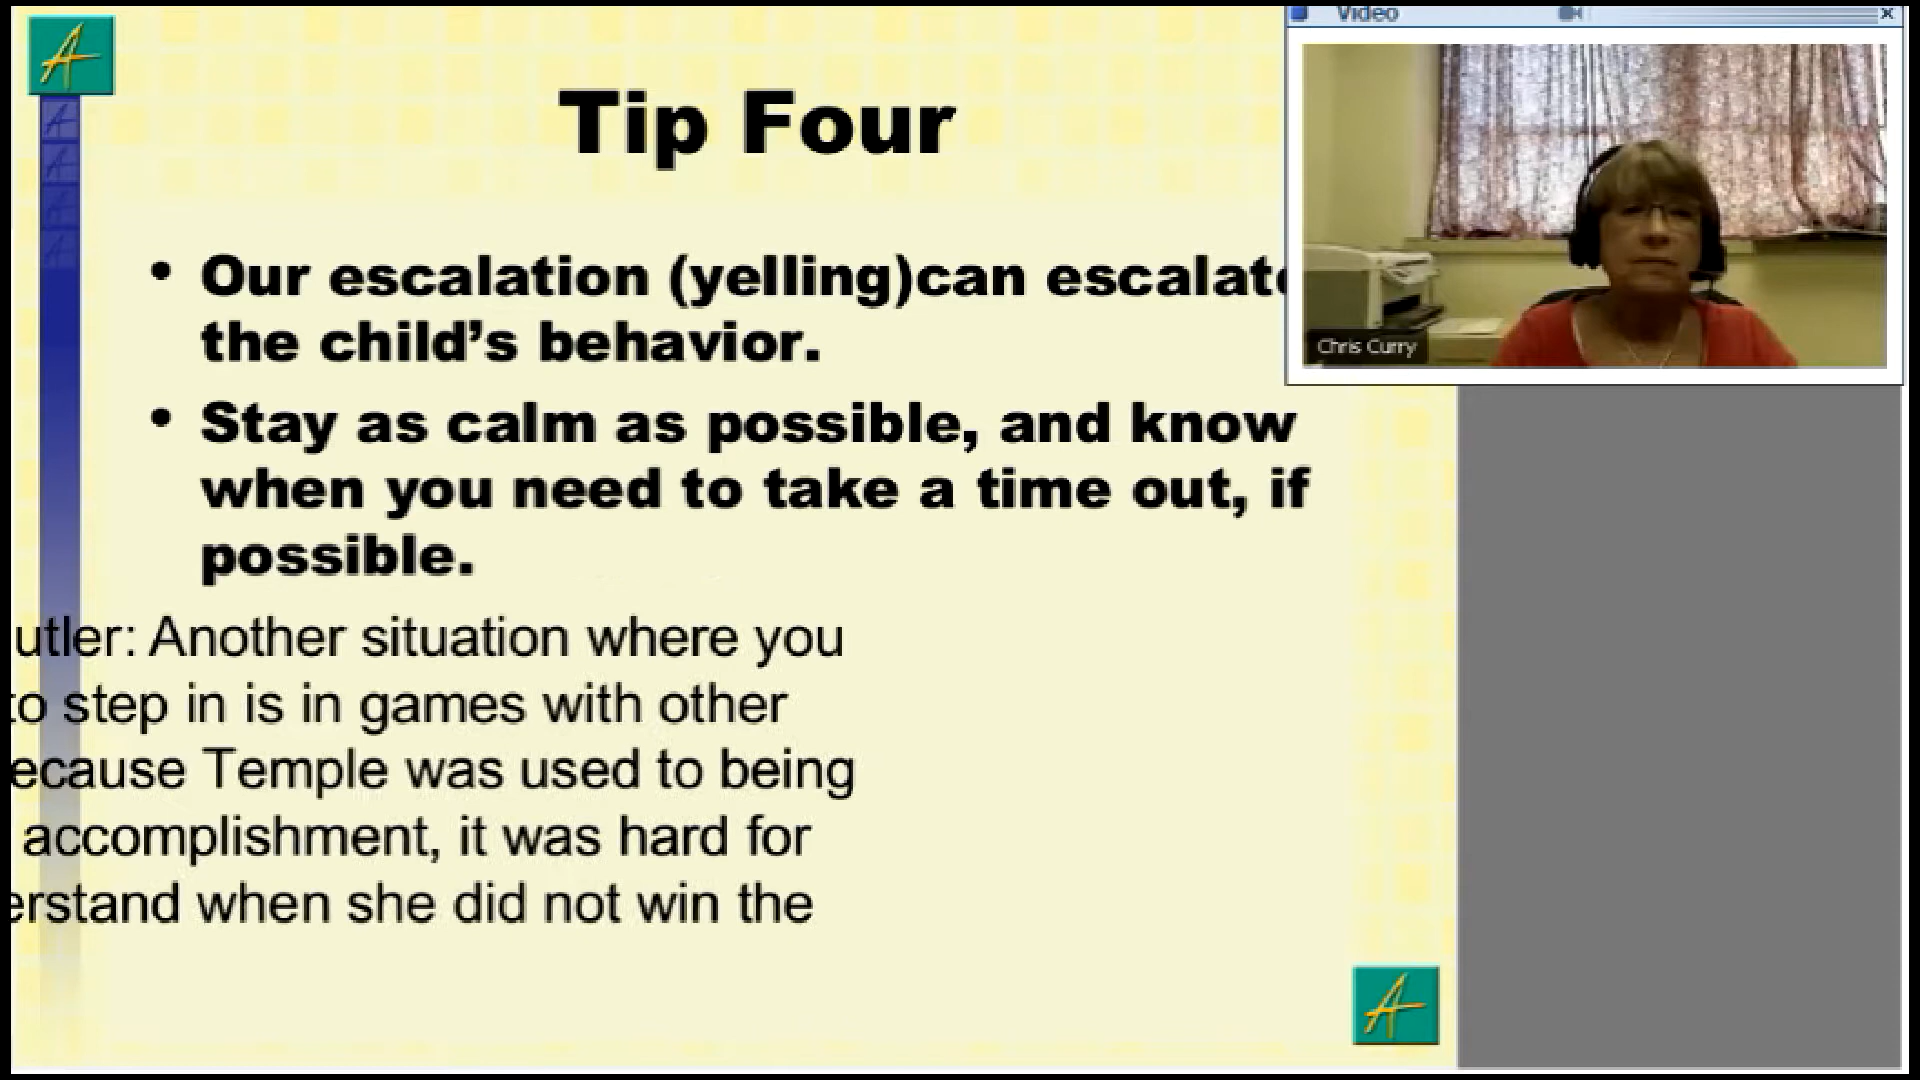 Video
Tip Four
• Our escalation (yelling)can escalate
the child’s behavior.
• Stay as calm as possible, and know
when you need to take a time out, if
possible.
utler: Another situation where you
to step in is in games with other
ecause Temple was used to being
accomplishment, it was hard for
erstand when she did not win the
Chris Curry